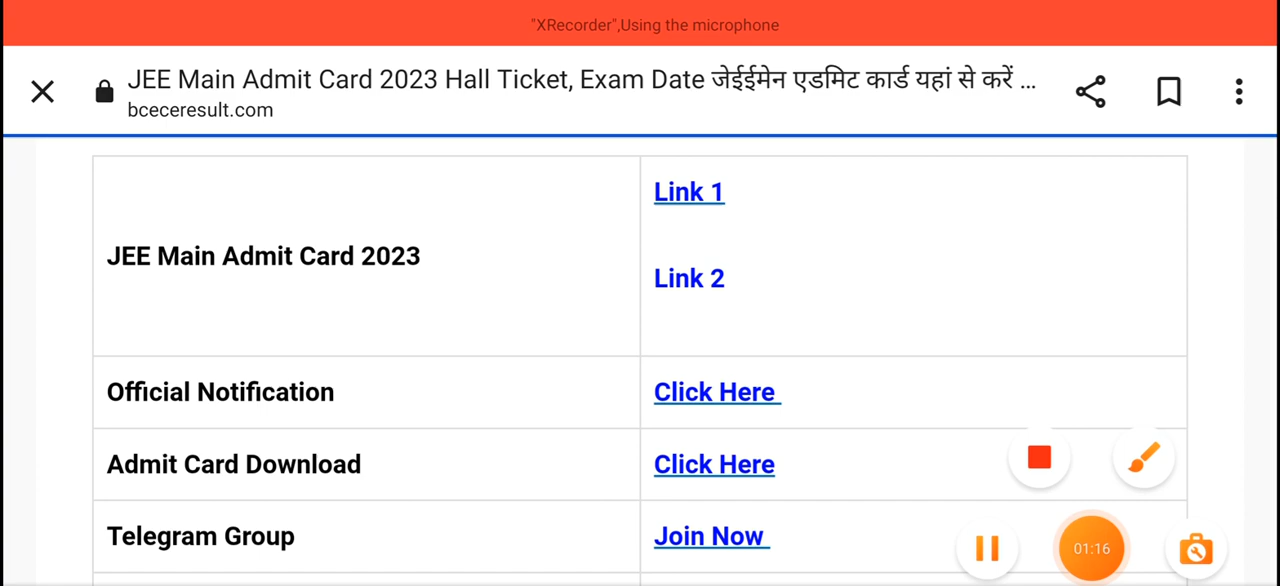 "XRecorder",Using the microphone
JEE Main Admit Card 2023 Hall Ticket, Exam Date जेईईमेन एडमिट कार्ड यहां से करें ...
bceceresult.com
Link 1
JEE Main Admit Card 2023
Link 2
Official Notification Click Here
Admit Card Download Click Here
Telegram Group Join Now
01:16